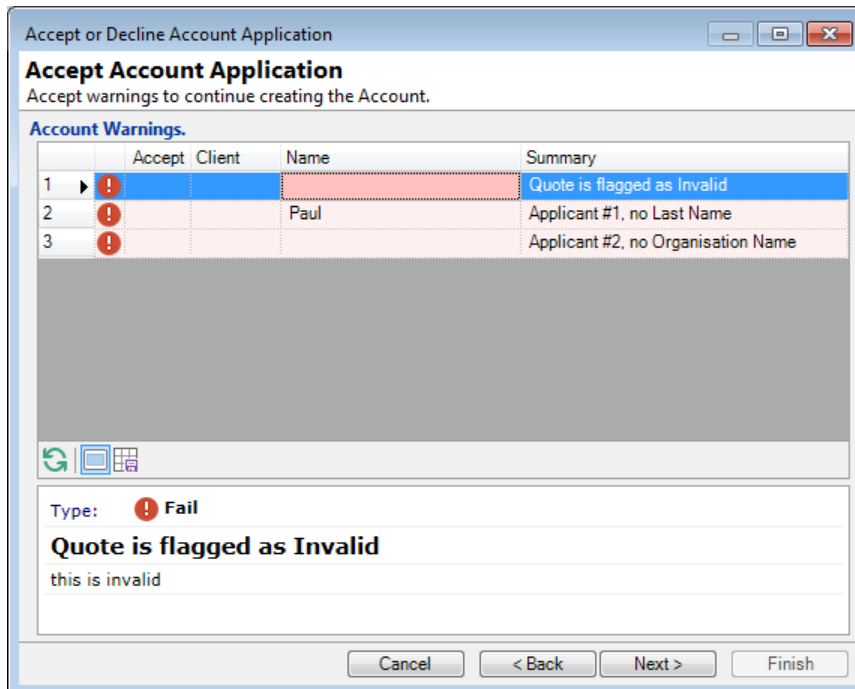 Accept or Decline Account Application
Accept Account Application
Accept warnings to continue creating the Account.
Account Warnings.
Accept Client Name Summary
1 Quote is flagged as Invalid
2 Paul Applicant #1, no Last Name
3 Applicant #2, no Organisation Name
Type: Fail
Quote is flagged as Invalid
this is invalid
Cancel < Back Next > Finish